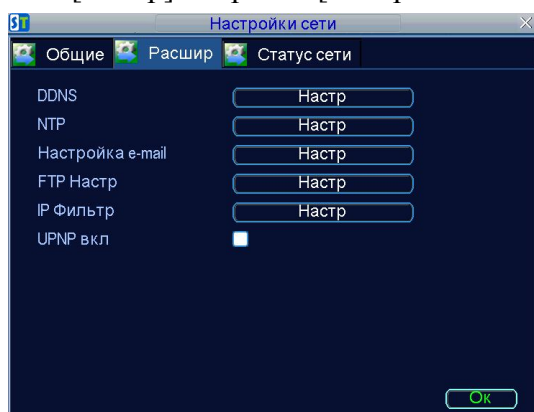 ST Настройки сети
Общие Расшир Статус сети
DDNS Настр
NTP Настр
Настройка e-mail Настр
FTP Настр Настр
IP Фильтр Настр
UPNP вкл
Ок